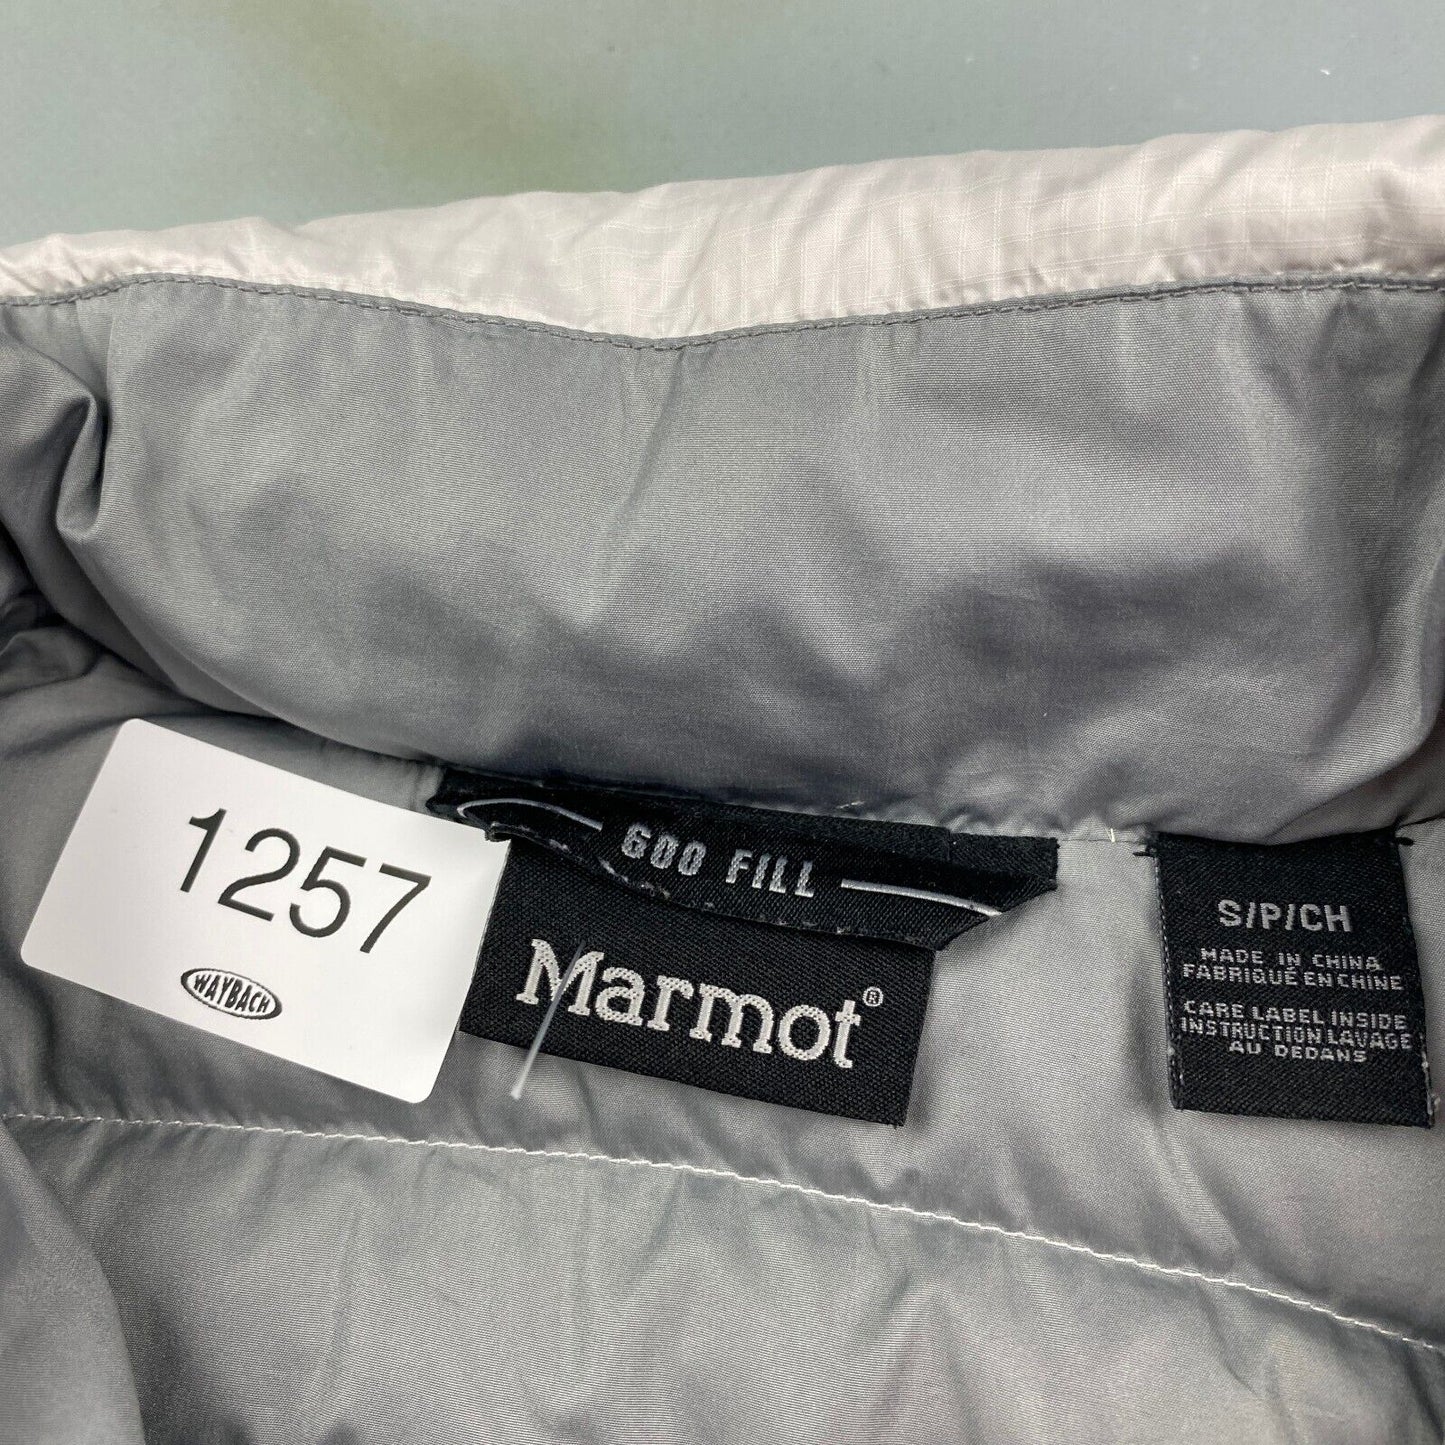 1257
WAYBACH
600 FILL
Marmot®
S/P/CH
MADE IN CHINA
FABRIQUÉ EN CHINE
CARE LABEL INSIDE
INSTRUCTION LAVAGE
AU DEDANS